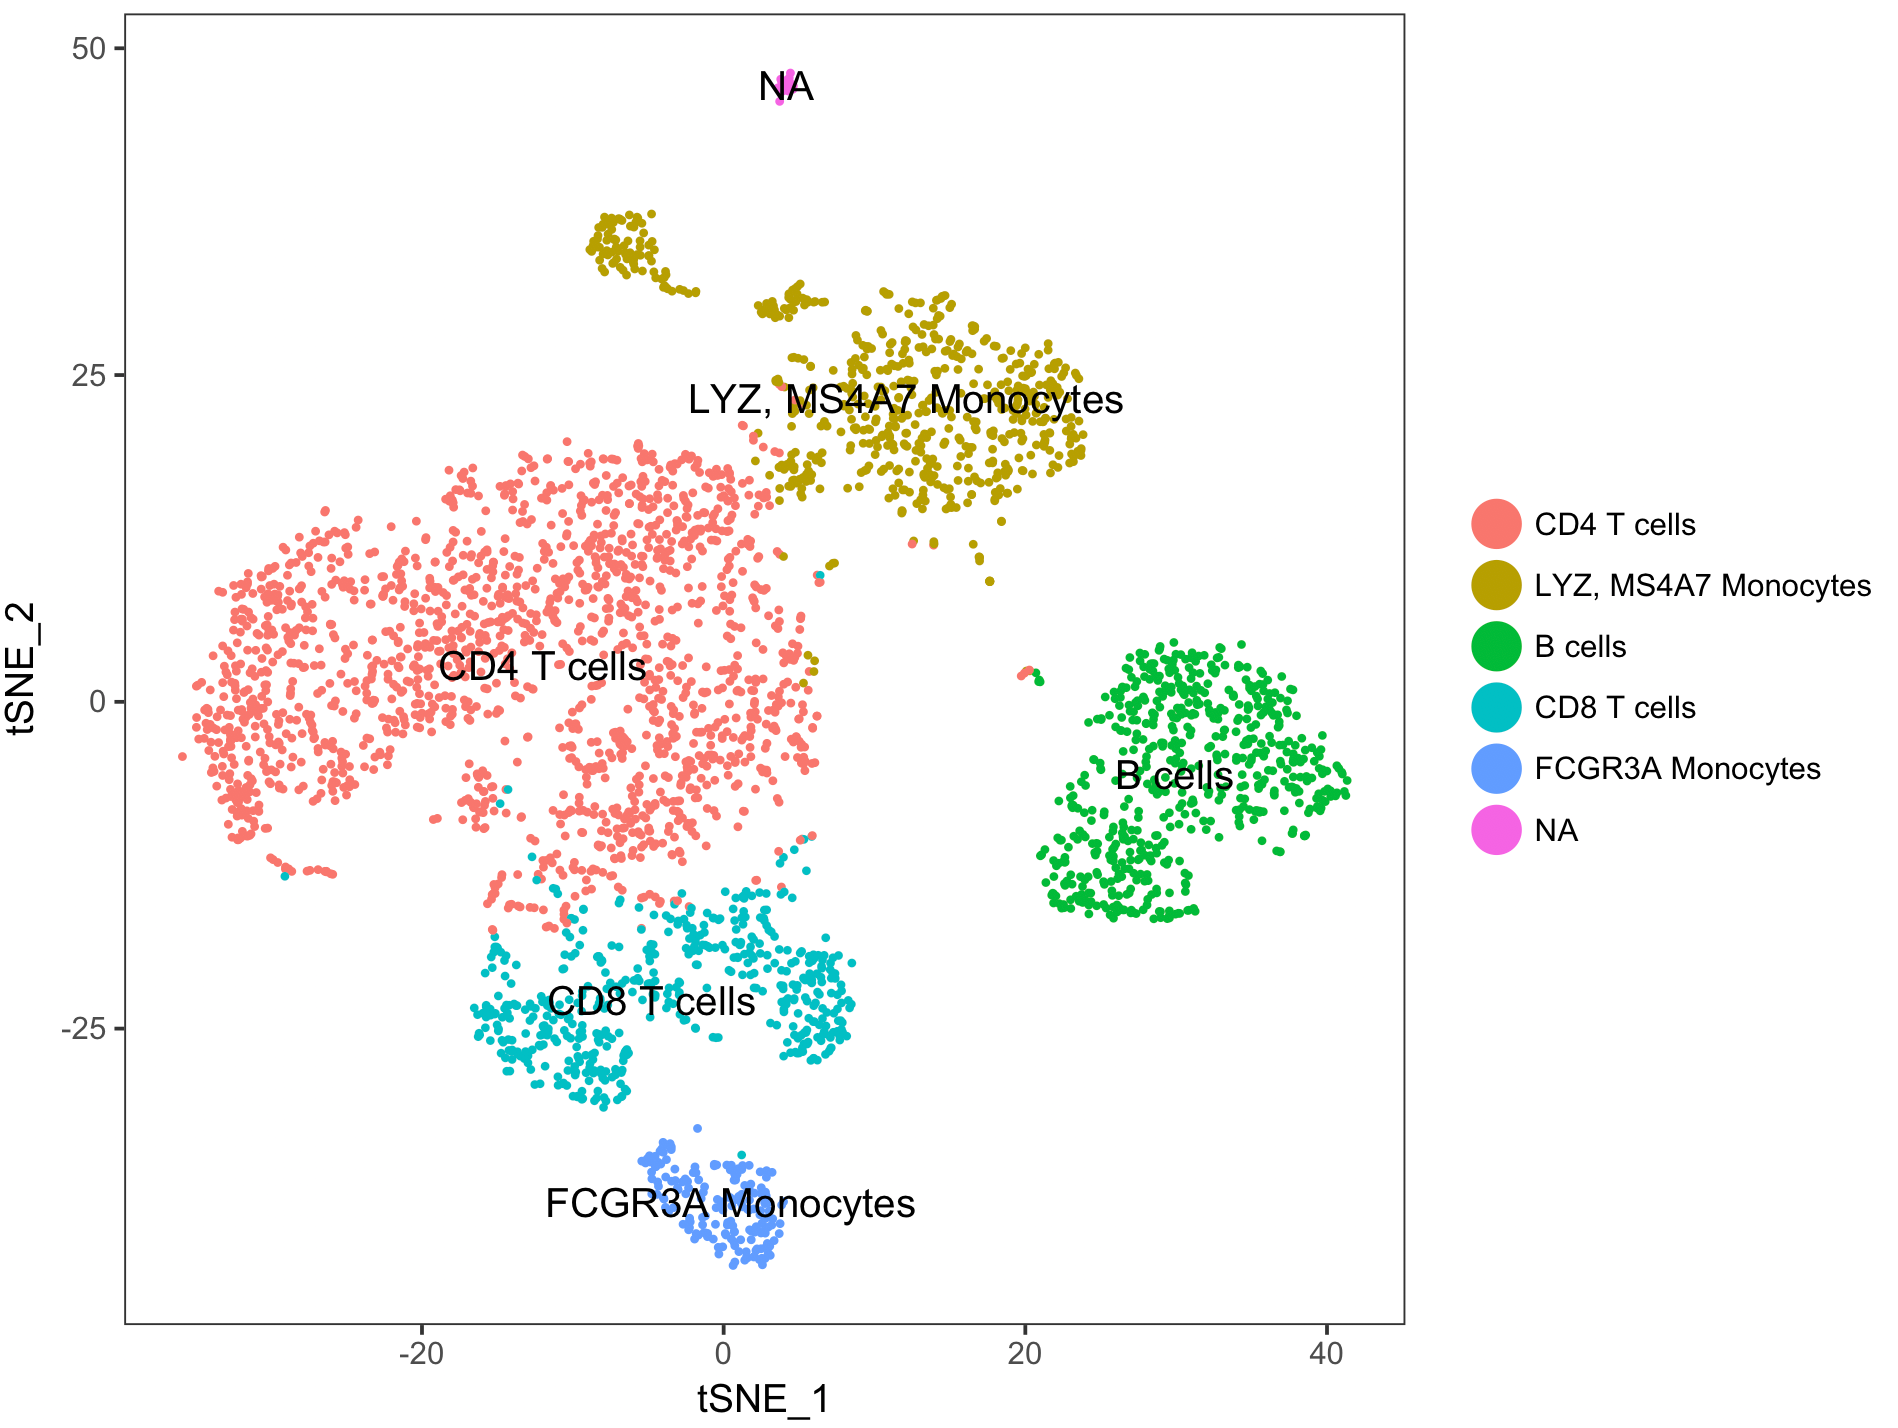 50
25
0
-25
-20
0
20
40
tSNE_2
tSNE_1
NA
LYZ, MS4A7 Monocytes
CD4 T cells
B cells
CD8 T cells
FCGR3A Monocytes
CD4 T cells
LYZ, MS4A7 Monocytes
B cells
CD8 T cells
FCGR3A Monocytes
NA